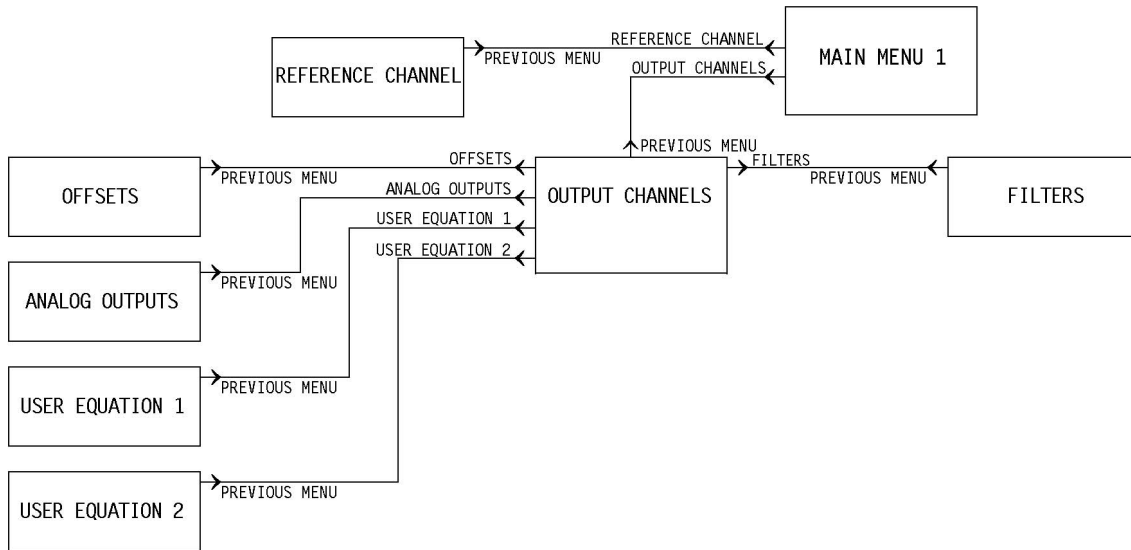 REFERENCE CHANNEL
PREVIOUS MENU
REFERENCE CHANNEL
OUTPUT CHANNELS
MAIN MENU 1
PREVIOUS MENU
OFFSETS
PREVIOUS MENU
OFFSETS
ANALOG OUTPUTS
USER EQUATION 1
USER EQUATION 2
OUTPUT CHANNELS
FILTERS
PREVIOUS MENU
FILTERS
ANALOG OUTPUTS
PREVIOUS MENU
USER EQUATION 1
PREVIOUS MENU
USER EQUATION 2
PREVIOUS MENU